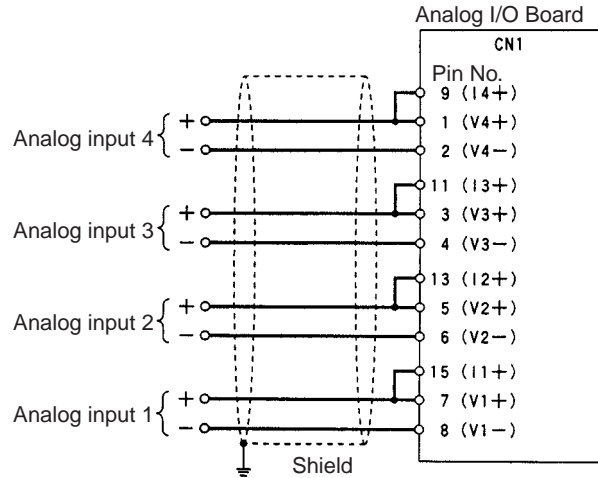 Analog I/O Board
CN1
Pin No.
9 (I4+)
Analog input 4 + 1 (V4+)
− 2 (V4−)
11 (I3+)
Analog input 3 + 3 (V3+)
− 4 (V3−)
13 (I2+)
Analog input 2 + 5 (V2+)
− 6 (V2−)
15 (I1+)
Analog input 1 + 7 (V1+)
− 8 (V1−)
Shield